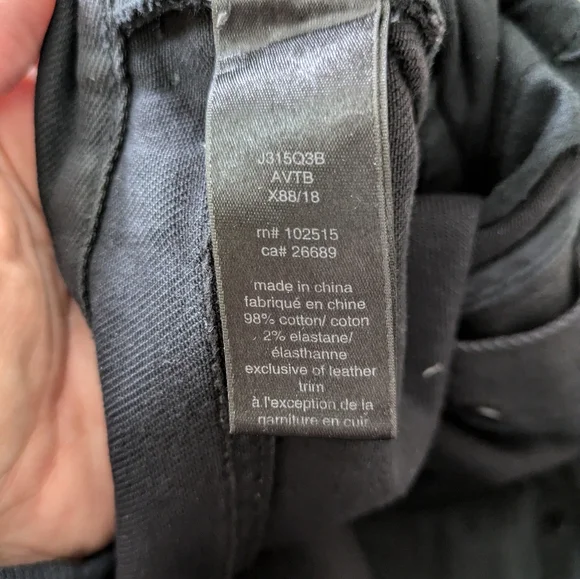 J315Q3B
AVTB
X88/18
rn# 102515
ca# 26689
made in china
fabriqué en chine
98% cotton/ coton
2% elastane/
élasthanne
exclusive of leather
trim
à l'exception de la
garniture en cuir